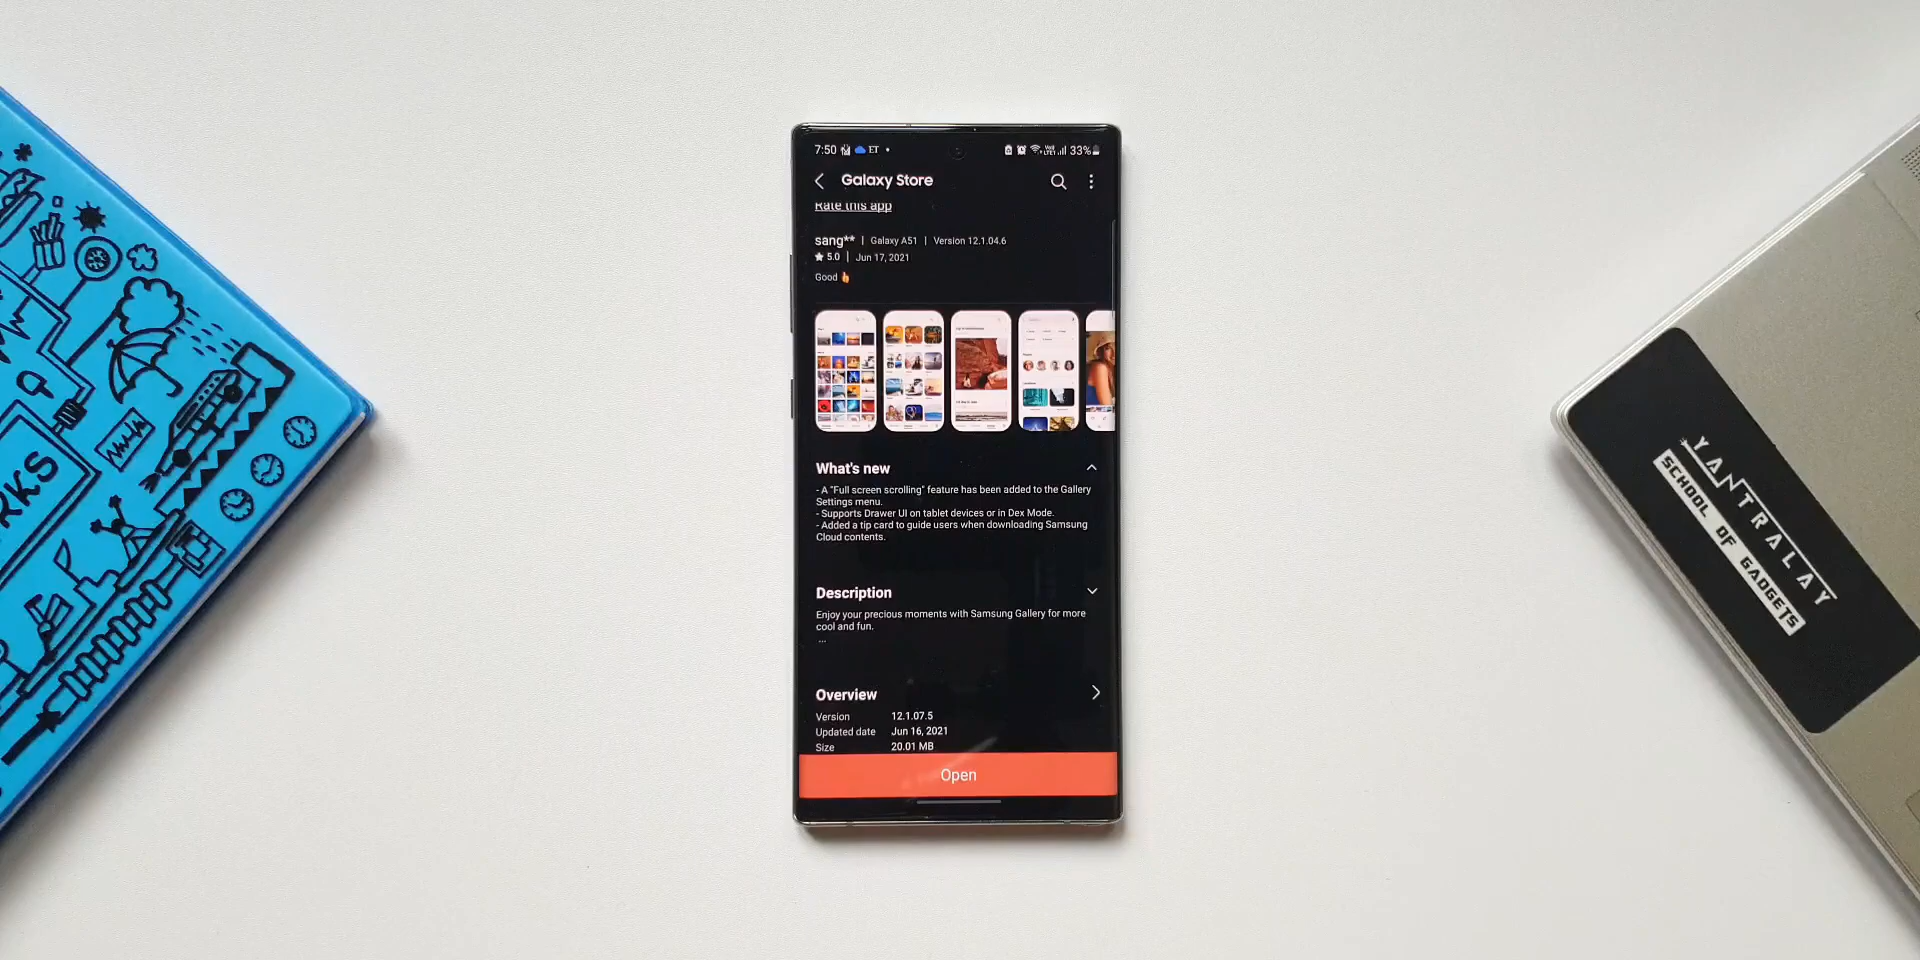 RKS
7:50 ET
33%
Galaxy Store
Rate this app
sang** | Galaxy A51 | Version 12.1.04.6
★ 5.0 | Jun 17, 2021
Good
What's new
- A "Full screen scrolling" feature has been added to the Gallery
Settings menu.
- Supports Drawer UI on tablet devices or in Dex Mode.
- Added a tip card to guide users when downloading Samsung
Cloud contents.
Description
Enjoy your precious moments with Samsung Gallery for more
cool and fun.
...
Overview
Version 12.1.07.5
Updated date Jun 16, 2021
Size 20.01 MB
Open
YANTRALAY
SCHOOL OF GADGETS